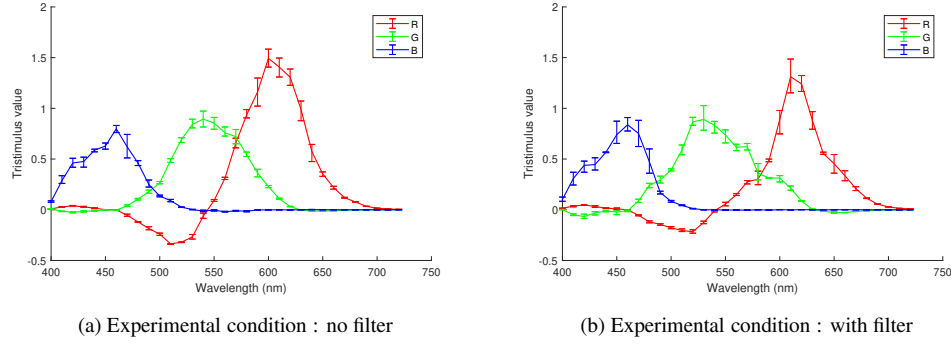 2
1.5
1
0.5
0
-0.5
Tristimulus value
400 450 500 550 600 650 700 750
Wavelength (nm)
R
G
B
(a) Experimental condition : no filter
2
1.5
1
0.5
0
-0.5
Tristimulus value
400 450 500 550 600 650 700 750
Wavelength (nm)
R
G
B
(b) Experimental condition : with filter